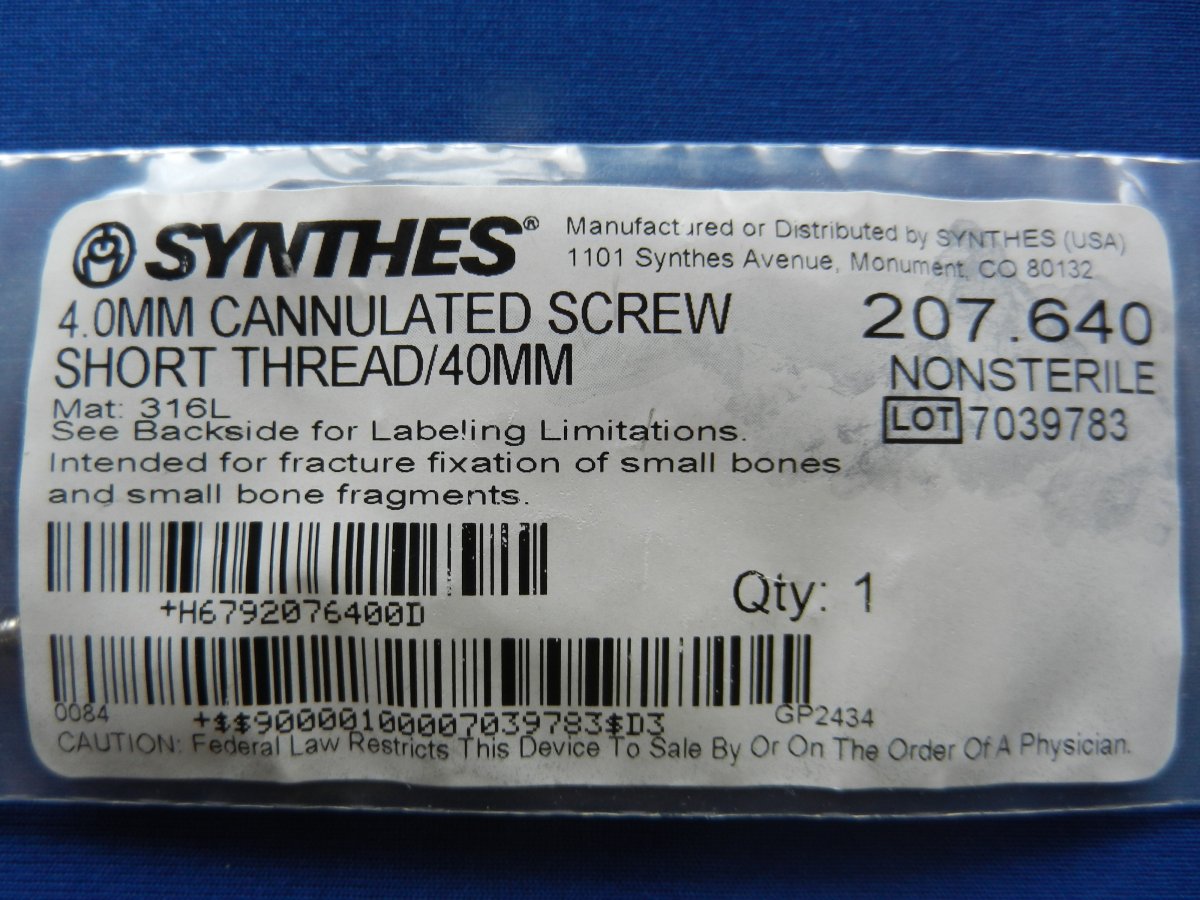 SYNTHES®
Manufactured or Distributed by SYNTHES (USA)
1101 Synthes Avenue, Monument, CO 80132
4.0MM CANNULATED SCREW
SHORT THREAD/40MM
207.640
NONSTERILE
LOT 7039783
Mat: 316L
See Backside for Labeling Limitations.
Intended for fracture fixation of small bones
and small bone fragments.
+H6792076400D
Qty: 1
0084
+$$90000100007039783$D3
GP2434
CAUTION: Federal Law Restricts This Device To Sale By Or On The Order Of A Physician.